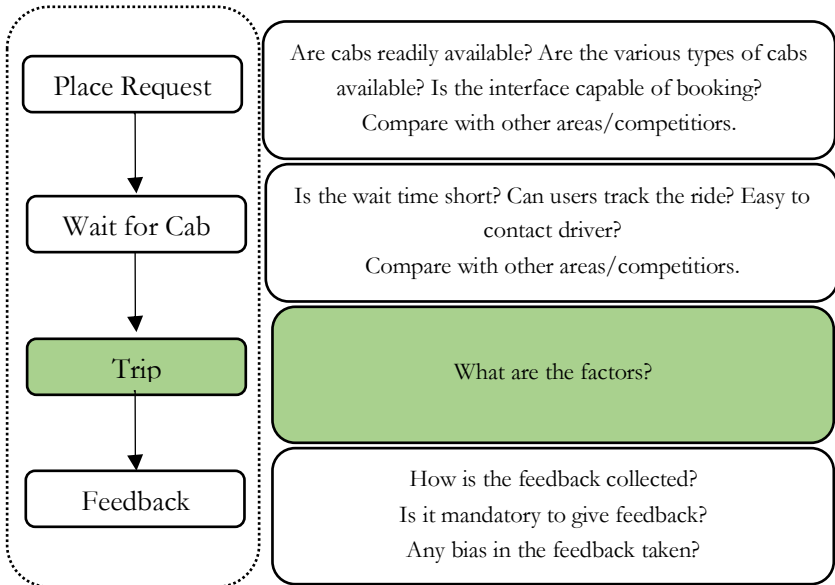 Place Request
Are cabs readily available? Are the various types of cabs
available? Is the interface capable of booking?
Compare with other areas/competitiors.
Wait for Cab
Is the wait time short? Can users track the ride? Easy to
contact driver?
Compare with other areas/competitiors.
Trip
What are the factors?
Feedback
How is the feedback collected?
Is it mandatory to give feedback?
Any bias in the feedback taken?